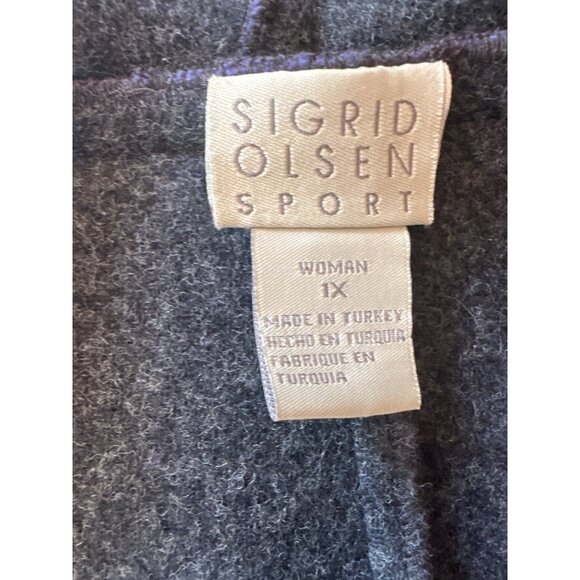 SIGRID
OLSEN
SPORT
WOMAN
1X
MADE IN TURKEY
HECHO EN TURQUIA
FABRIQUE EN
TURQUIA